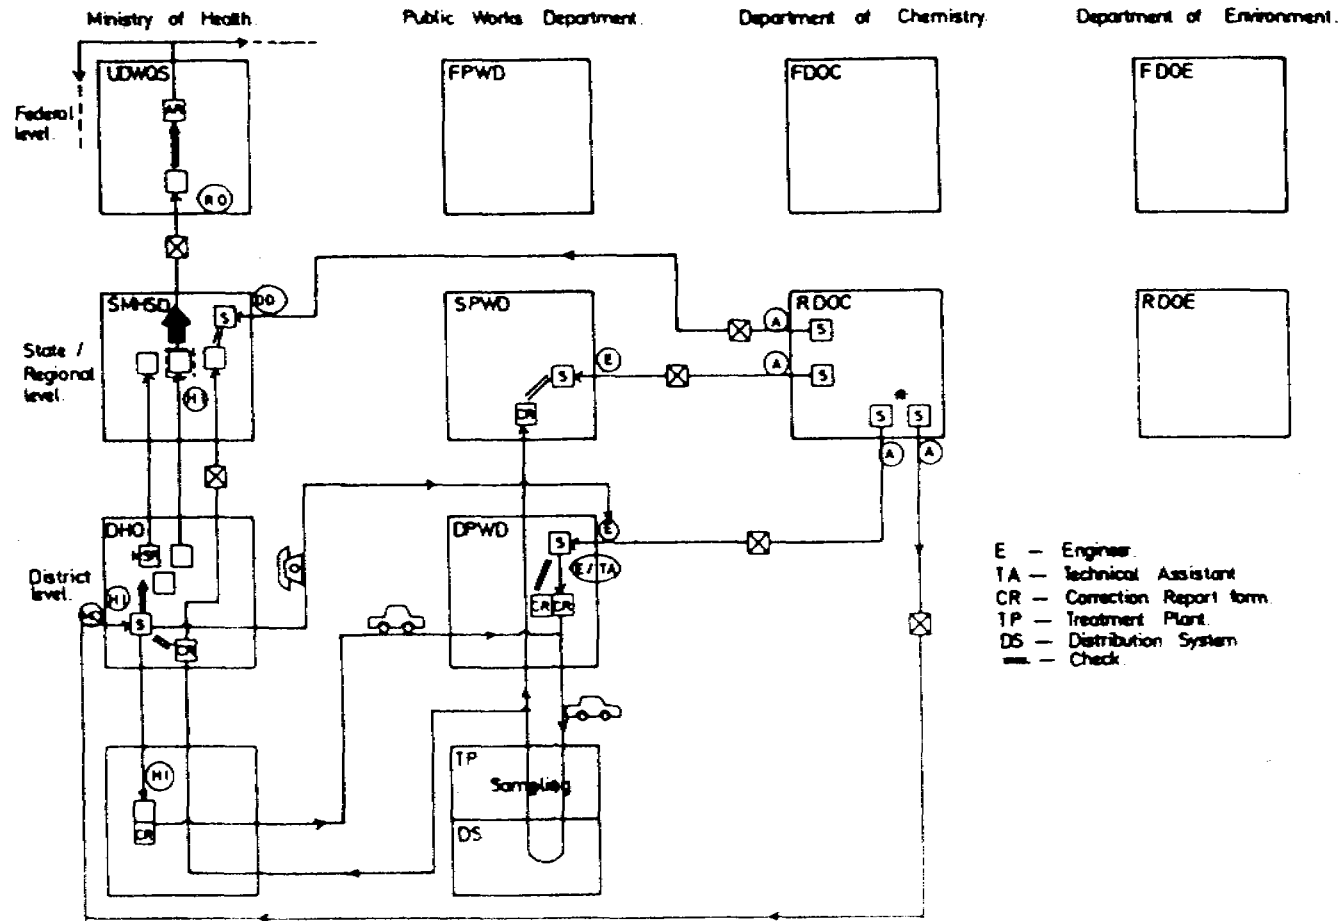 Ministry of Health.
Public Works Department.
Department of Chemistry.
Department of Environment.
UDWQS
FPWD
FDOC
FDOE
Federal level.
AR
RO
SMHSD
DD
SPWD
RDOC
RDOE
S
A
S
E
A
S
State / Regional level.
S
HI
CR
*
S
S
A
A
DHO
DPWD
E
S
E/TA
SR
District level.
HI
S
CR
CR
CR
E — Engineer.
TA — Technical Assistant
CR — Correction Report form.
TP — Treatment Plant.
DS — Distribution System
— Check.
TP
HI
Sampling
CR
DS